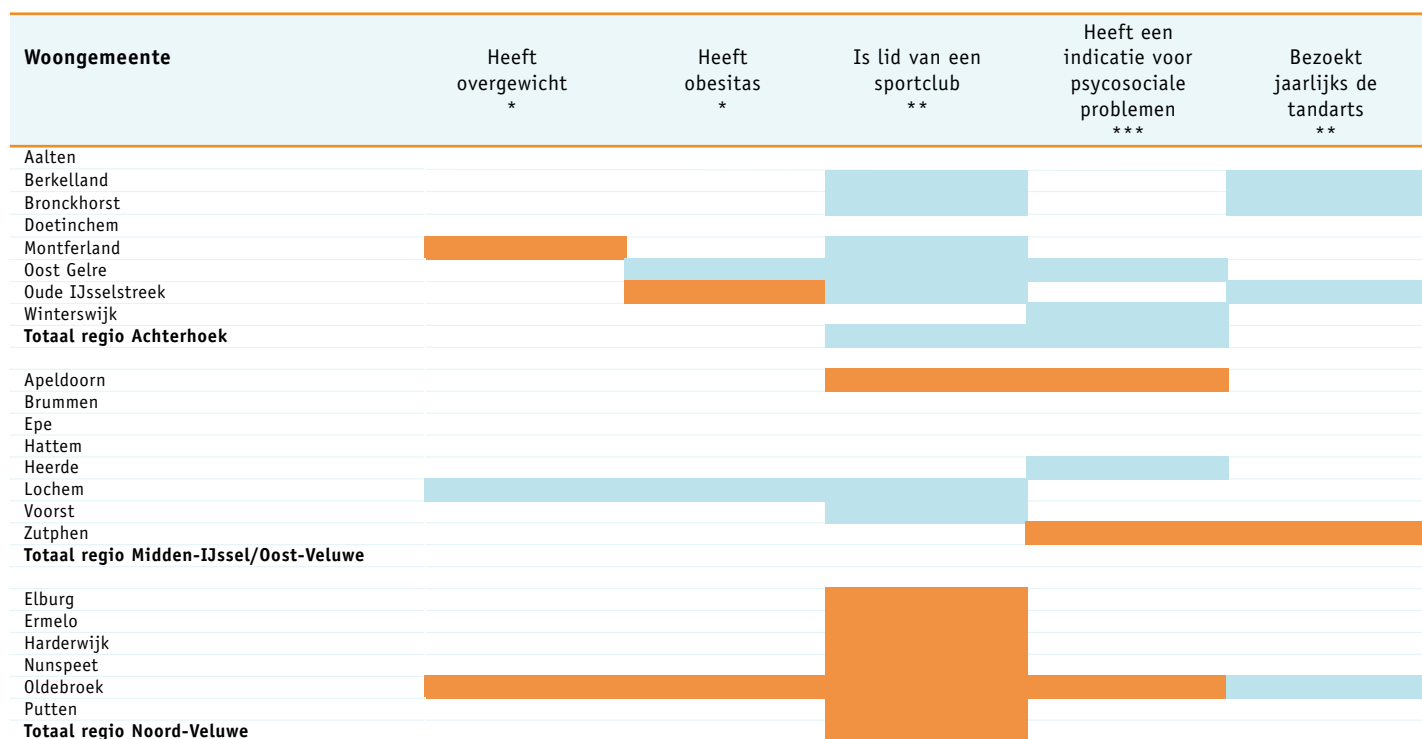 Woongemeente
Heeft
overgewicht
*
Heeft
obesitas
*
Is lid van een
sportclub
**
Heeft een
indicatie voor
psycosociale
problemen
***
Bezoekt
jaarlijks de
tandarts
**
Aalten
Berkelland
Bronckhorst
Doetinchem
Montferland
Oost Gelre
Oude IJsselstreek
Winterswijk
Totaal regio Achterhoek
Apeldoorn
Brummen
Epe
Hattem
Heerde
Lochem
Voorst
Zutphen
Totaal regio Midden-IJssel/Oost-Veluwe
Elburg
Ermelo
Harderwijk
Nunspeet
Oldebroek
Putten
Totaal regio Noord-Veluwe